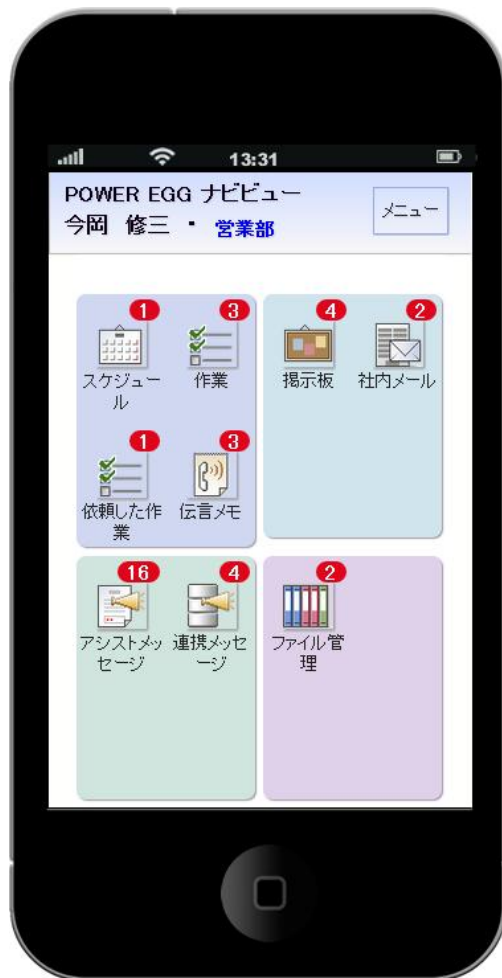 13:31
POWER EGG ナビビュー
今岡 修三 ・ 営業部
メニュー
1
3
4
2
スケジュー
ル
作業
掲示板
社内メール
1
3
依頼した作
業
伝言メモ
16
4
2
アシストメッ
セージ
連携メッセ
ージ
ファイル管
理